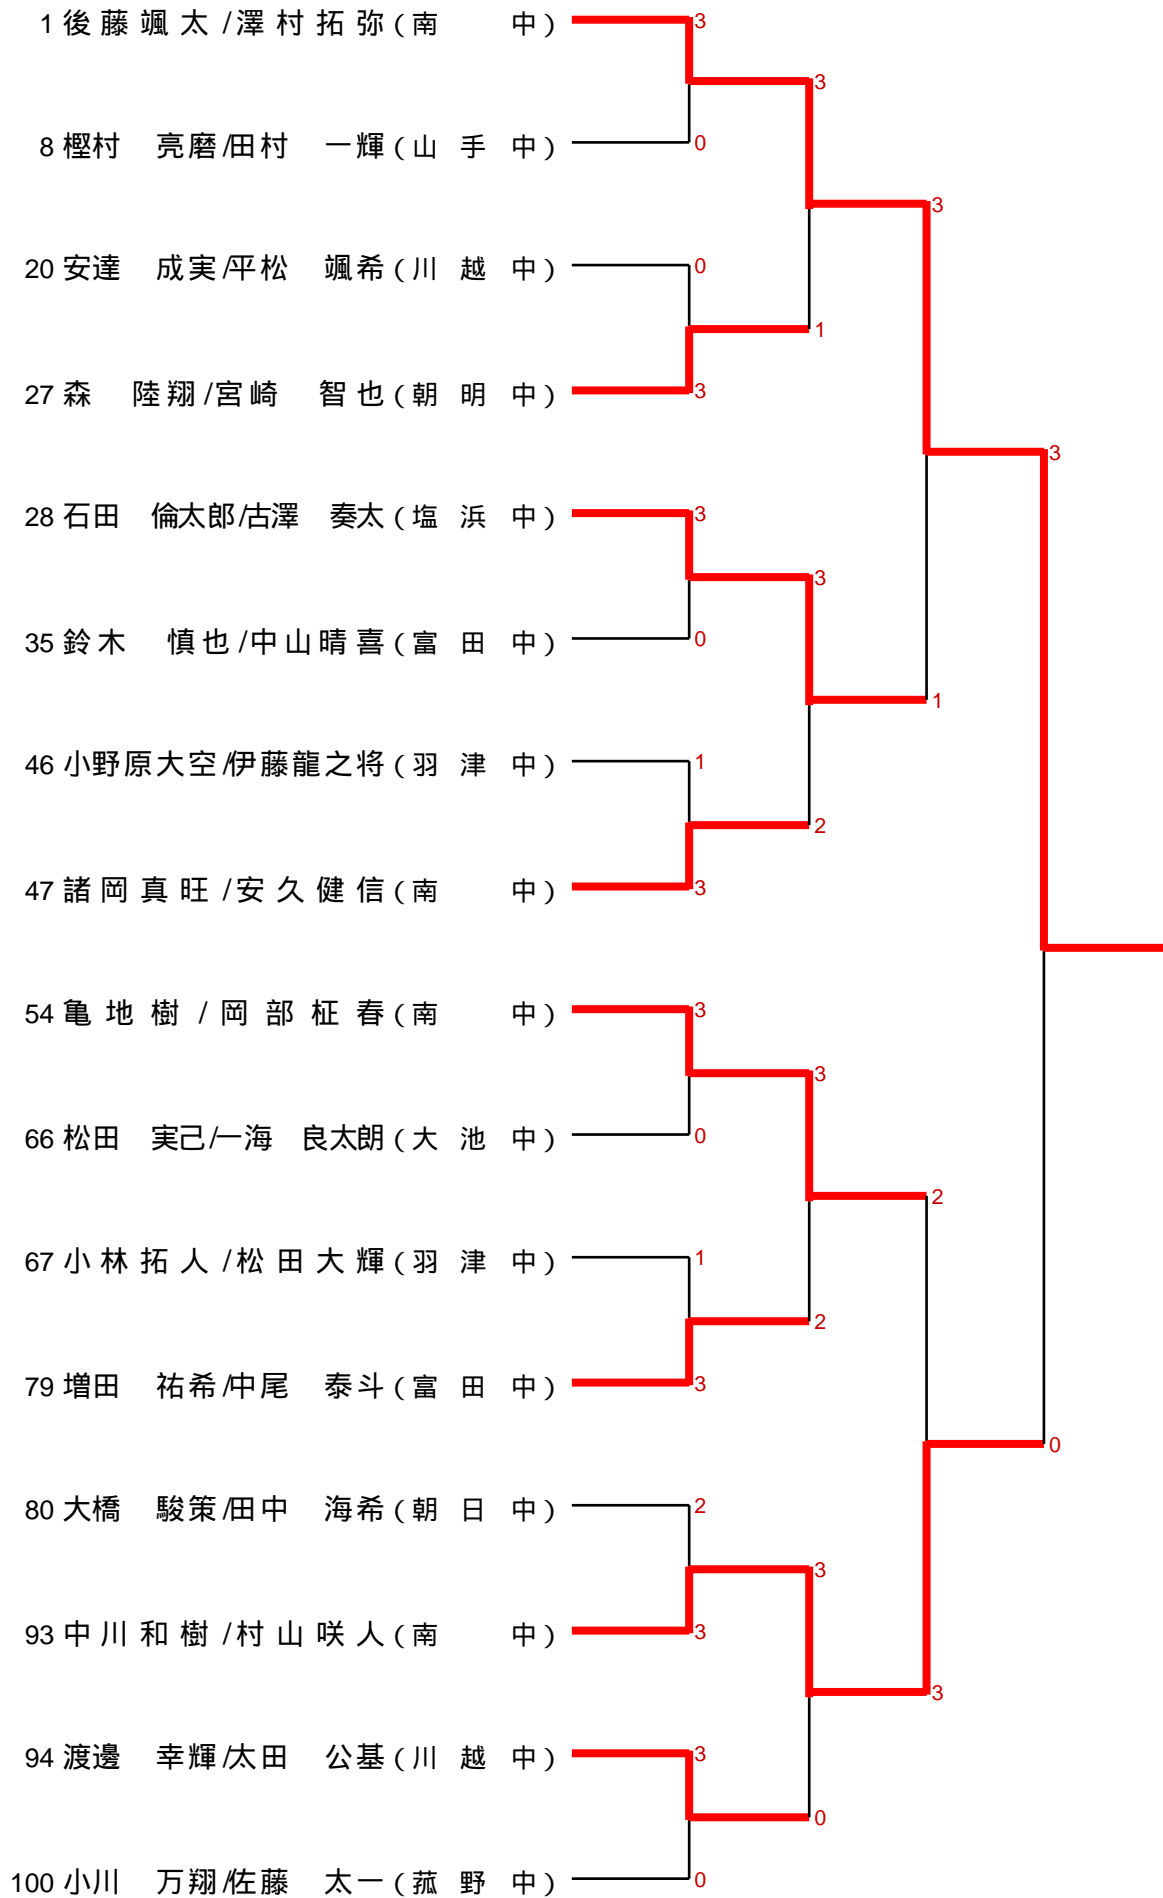 1 後藤颯太/澤村拓弥(南 中) 3
3
8 樫村 亮磨/田村 一輝(山手中) 0
3
20 安達 成実/平松 颯希(川越中) 0
1
27 森 陸翔/宮崎 智也(朝明中) 3
3
28 石田 倫太郎/古澤 奏太(塩浜中) 3
3
35 鈴木 慎也/中山晴喜(富田中) 0
1
46 小野原大空/伊藤龍之将(羽津中) 1
2
47 諸岡真旺/安久健信(南 中) 3
54 亀地樹/岡部柾春(南 中) 3
3
66 松田 実己/一海 良太朗(大池中) 0
2
67 小林拓人/松田大輝(羽津中) 1
2
79 増田 祐希/中尾 泰斗(富田中) 3
0
80 大橋 駿策/田中 海希(朝日中) 2
3
93 中川和樹/村山咲人(南 中) 3
3
94 渡邊 幸輝/太田 公基(川越中) 3
0
100 小川 万翔/佐藤 太一(菰野中) 0